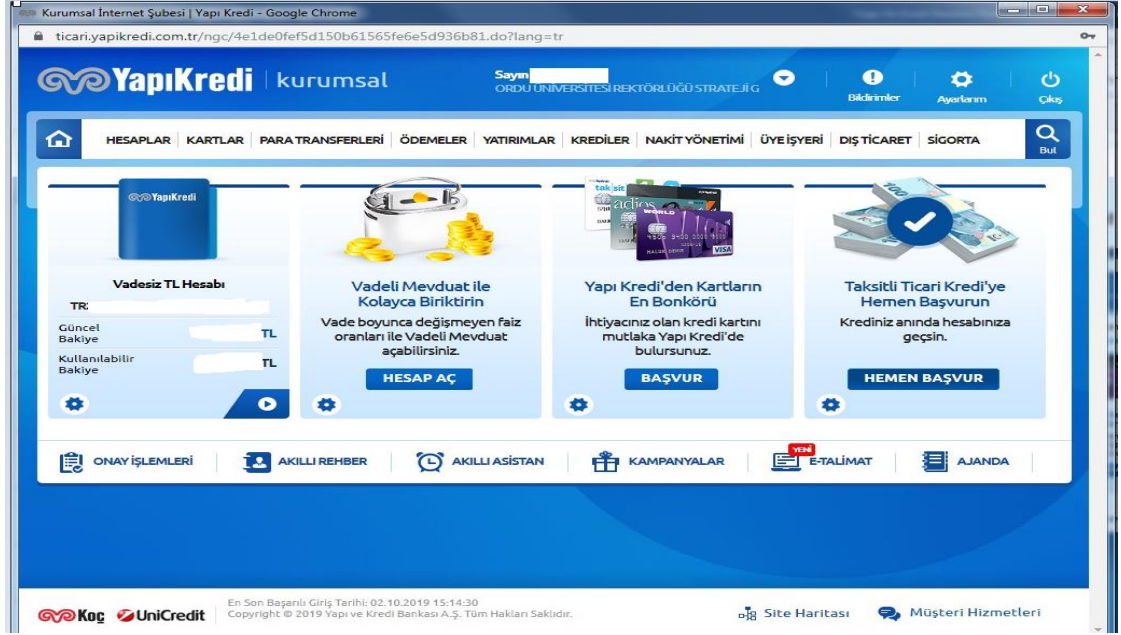 Kurumsal İnternet Şubesi | Yapı Kredi - Google Chrome
ticari.yapikredi.com.tr/ngc/4e1de0fef5d150b61565fe6e5d936b81.do?lang=tr
YapıKredi kurumsal
Sayın
ORDU ÜNİVERSİTESİ REKTÖRLÜĞÜ STRATEJİ G
Bildirimler
Ayarlarım
Çıkış
HESAPLAR KARTLAR PARA TRANSFERLERİ ÖDEMELER YATIRIMLAR KREDİLER NAKİT YÖNETİMİ ÜYE İŞYERİ DIŞ TİCARET SİGORTA
Bul
YapıKredi
Vadesiz TL Hesabı
TR
Güncel
Bakiye
TL
Kullanılabilir
Bakiye
TL
Vadeli Mevduat ile
Kolayca Biriktirin
Vade boyunca değişmeyen faiz
oranları ile Vadeli Mevduat
açabilirsiniz.
HESAP AÇ
taksit
adios
WORLD
VISA
Yapı Kredi'den Kartların
En Bonkörü
İhtiyacınız olan kredi kartını
mutlaka Yapı Kredi'de
bulursunuz.
BAŞVUR
100
Taksitli Ticari Kredi'ye
Hemen Başvurun
Krediniz anında hesabınıza
geçsin.
HEMEN BAŞVUR
ONAY İŞLEMLERİ
AKILLI REHBER
AKILLI ASİSTAN
KAMPANYALAR
YENİ
E-TALİMAT
AJANDA
Koç UniCredit
En Son Başarılı Giriş Tarihi: 02.10.2019 15:14:30
Copyright © 2019 Yapı ve Kredi Bankası A.Ş. Tüm Hakları Saklıdır.
Site Haritası
Müşteri Hizmetleri